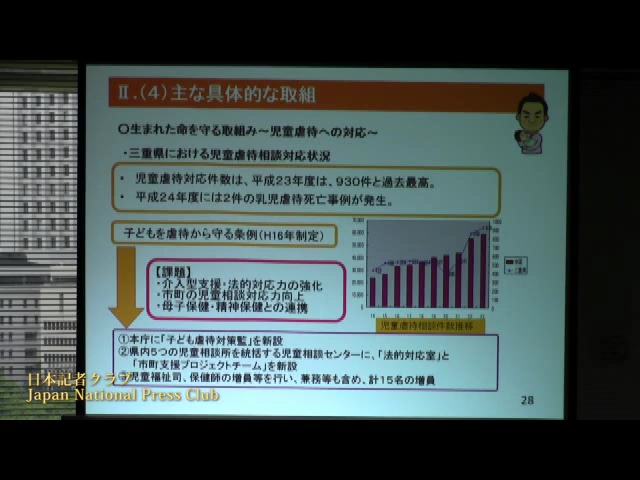 Ⅱ.(4)主な具体的な取組
〇生まれた命を守る取組み～児童虐待への対応～
・三重県における児童虐待相談対応状況
・ 児童虐待対応件数は、平成23年度は、930件と過去最高。
・ 平成24年度には2件の乳児虐待死亡事例が発生。
子どもを虐待から守る条例(H16年制定)
【課題】
・介入型支援・法的対応力の強化
・市町の児童相談対応力向上
・母子保健・精神保健との連携
児童虐待相談件数推移
①本庁に「子ども虐待対策監」を新設
②県内5つの児童相談所を統括する児童相談センターに、「法的対応室」と
「市町支援プロジェクトチーム」を新設
児童福祉司、保健師の増員等を行い、兼務等も含め、計15名の増員
日本記者クラブ
Japan National Press Club
28